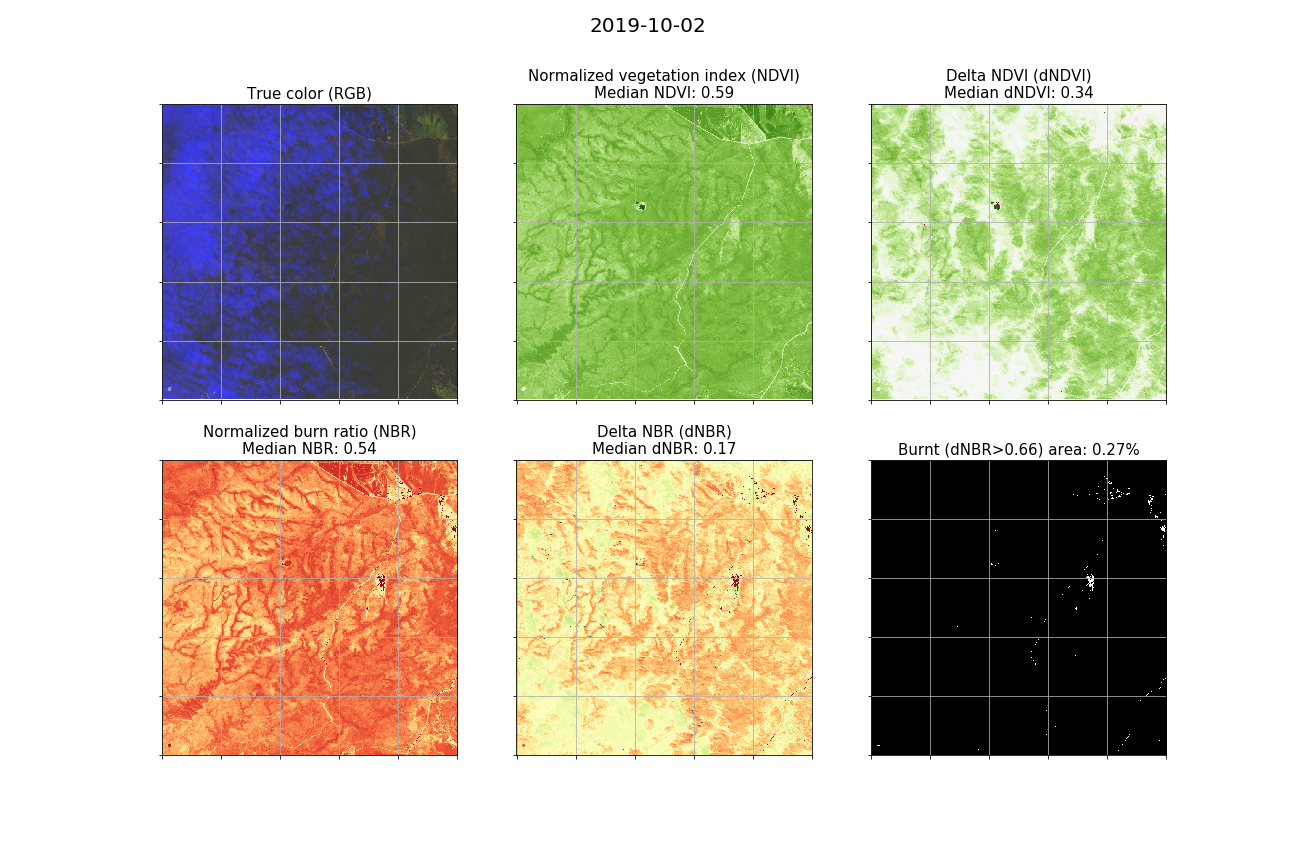 2019-10-02
True color (RGB)
Normalized vegetation index (NDVI)
Median NDVI: 0.59
Delta NDVI (dNDVI)
Median dNDVI: 0.34
Normalized burn ratio (NBR)
Median NBR: 0.54
Delta NBR (dNBR)
Median dNBR: 0.17
Burnt (dNBR>0.66) area: 0.27%